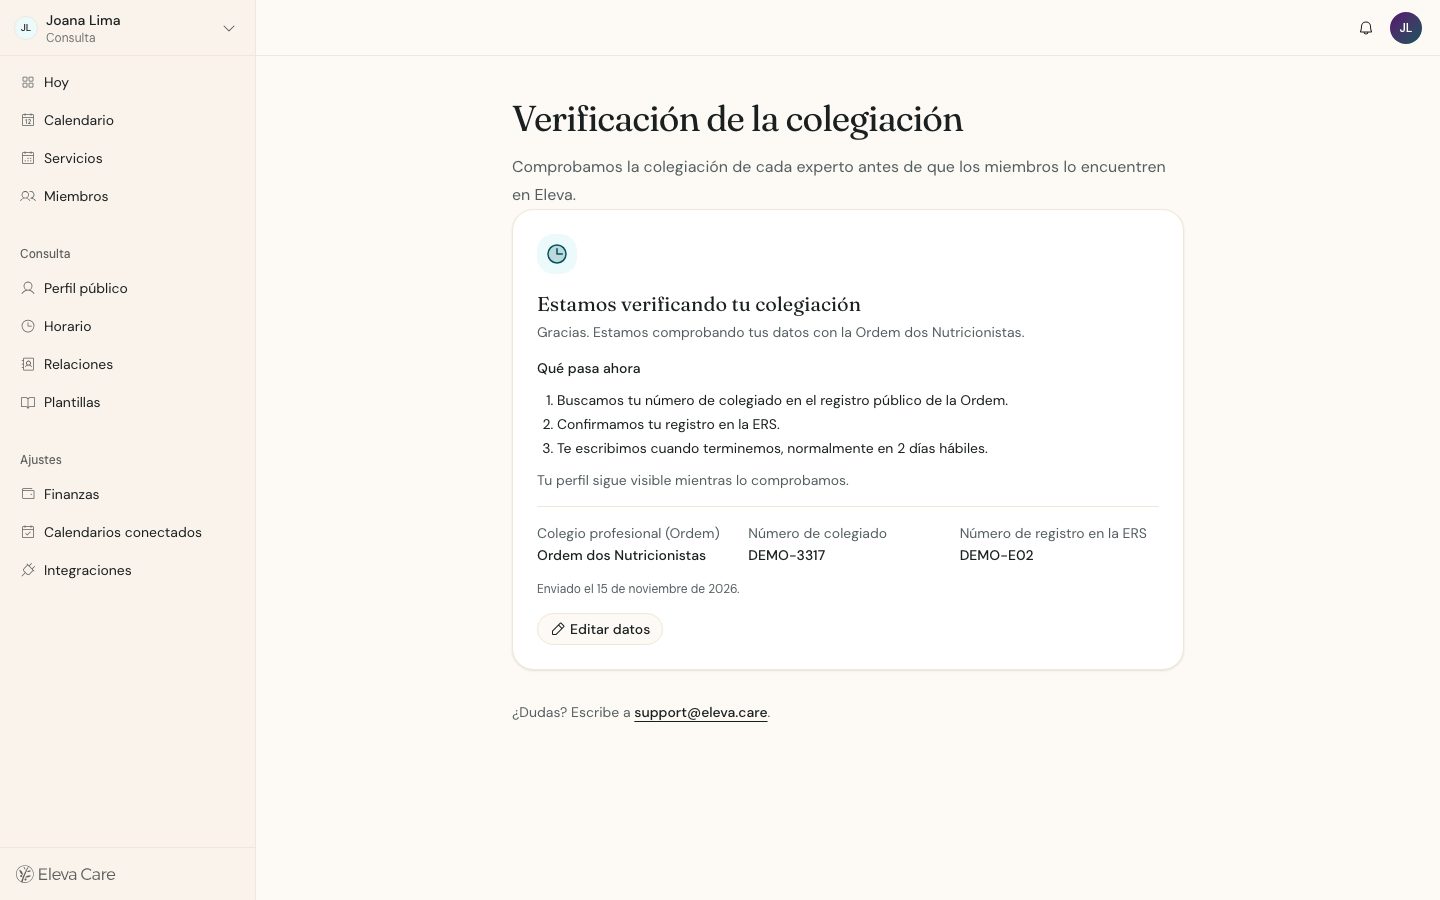 JL
Joana Lima
Consulta
JL
Hoy
12
Calendario
Servicios
Miembros
Consulta
Perfil público
Horario
Relaciones
Plantillas
Ajustes
Finanzas
Calendarios conectados
Integraciones
Eleva Care
Verificación de la colegiación
Comprobamos la colegiación de cada experto antes de que los miembros lo encuentren
en Eleva.
Estamos verificando tu colegiación
Gracias. Estamos comprobando tus datos con la Ordem dos Nutricionistas.
Qué pasa ahora
1. Buscamos tu número de colegiado en el registro público de la Ordem.
2. Confirmamos tu registro en la ERS.
3. Te escribimos cuando terminemos, normalmente en 2 días hábiles.
Tu perfil sigue visible mientras lo comprobamos.
Colegio profesional (Ordem)
Ordem dos Nutricionistas
Número de colegiado
DEMO-3317
Número de registro en la ERS
DEMO-E02
Enviado el 15 de noviembre de 2026.
Editar datos
¿Dudas? Escribe a support@eleva.care.